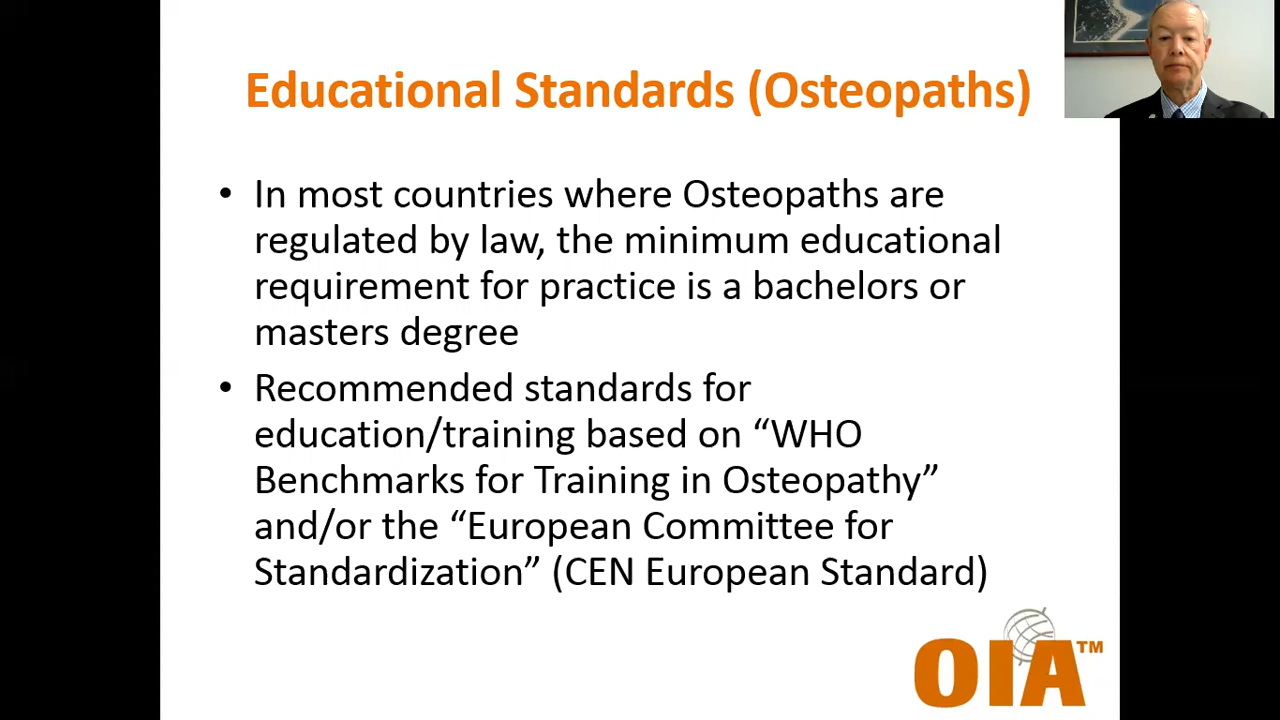 Educational Standards (Osteopaths)
• In most countries where Osteopaths are
regulated by law, the minimum educational
requirement for practice is a bachelors or
masters degree
• Recommended standards for
education/training based on “WHO
Benchmarks for Training in Osteopathy”
and/or the “European Committee for
Standardization” (CEN European Standard)
OIA™